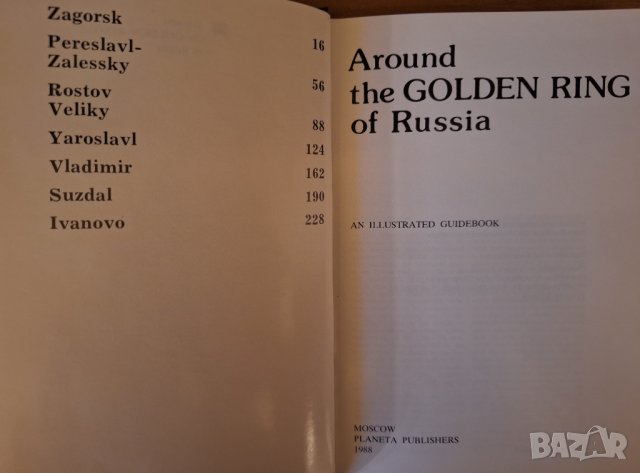 Zagorsk 16
Pereslavl-
Zalessky 56
Rostov
Veliky 88
Yaroslavl 124
Vladimir 162
Suzdal 190
Ivanovo 228
Around
the GOLDEN RING
of Russia
AN ILLUSTRATED GUIDEBOOK
MOSCOW
PLANETA PUBLISHERS
1988
BAZAR